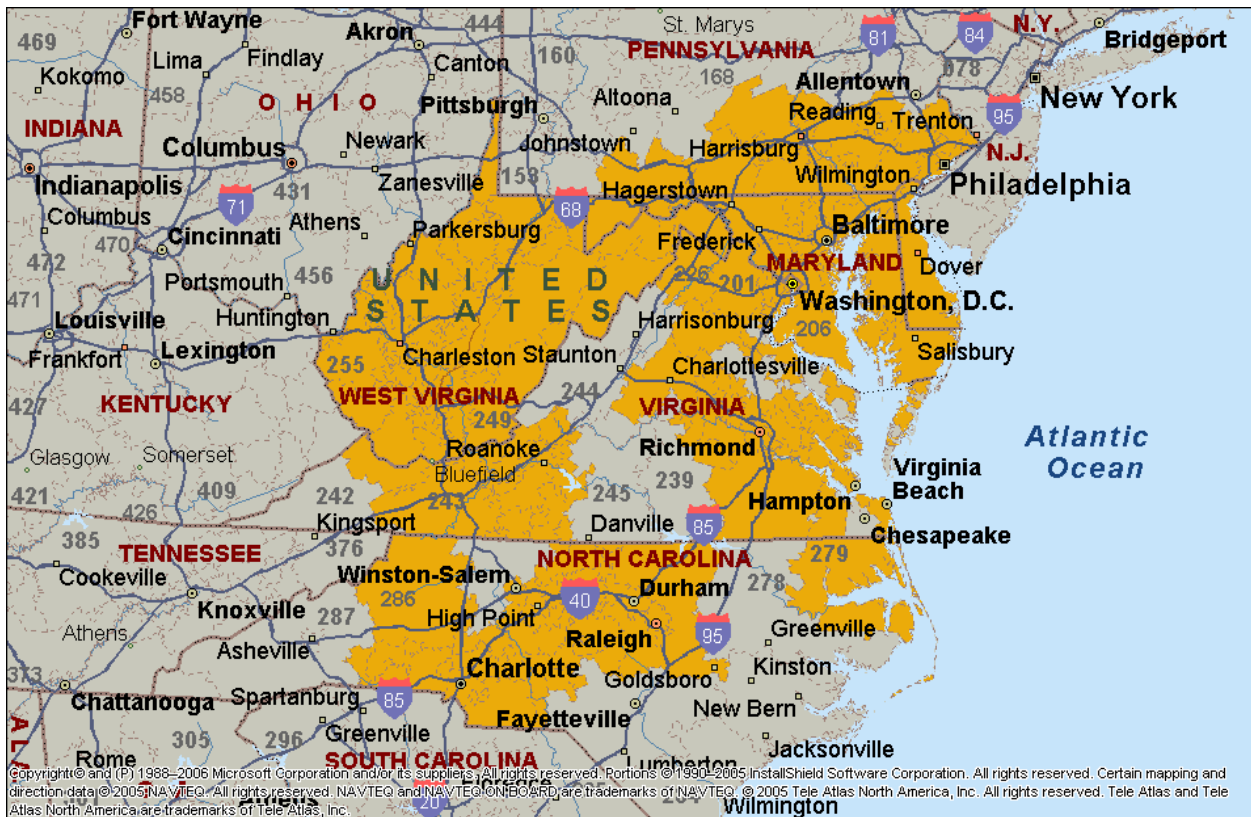 Fort Wayne
444
St. Marys
81
84
N.Y.
Bridgeport
469
Lima
Findlay
Akron
160
PENNSYLVANIA
Kokomo
458
Canton
168
Allentown
New York
OHIO
Pittsburgh
Altoona
Reading
Trenton
95
INDIANA
Newark
Johnstown
Harrisburg
N.J.
Columbus
Indianapolis
Zanesville
158
Hagerstown
Wilmington
Philadelphia
Columbus
71
431
Athens
Parkersburg
68
Frederick
Baltimore
470
Cincinnati
472
Portsmouth
456
UNITED
STATES
226
201
MARYLAND
Dover
471
Huntington
Washington, D.C.
Louisville
Harrisonburg
206
Frankfort
Lexington
255
Charleston
Staunton
Salisbury
Charlottesville
427
KENTUCKY
WEST VIRGINIA
244
VIRGINIA
249
Richmond
Atlantic
Ocean
Glasgow
Somerset
Roanoke
Bluefield
Virginia
Beach
421
409
242
243
245
239
Hampton
426
Kingsport
Danville
85
Chesapeake
385
TENNESSEE
376
NORTH CAROLINA
279
Cookeville
Winston-Salem
Durham
278
Knoxville
287
286
High Point
40
Athens
Raleigh
95
Greenville
Asheville
373
Charlotte
Kinston
Chattanooga
Spartanburg
85
Goldsboro
New Bern
Greenville
Fayetteville
Rome
305
296
SOUTH CAROLINA
Lumberton
Jacksonville
Copyright © and (P) 1988–2006 Microsoft Corporation and/or its suppliers. All rights reserved. Portions © 1990–2005 InstallShield Software Corporation. All rights reserved. Certain mapping and
direction data © 2005 NAVTEQ. All rights reserved. NAVTEQ and NAVTEQ ON BOARD are trademarks of NAVTEQ. © 2005 Tele Atlas North America, Inc. All rights reserved. Tele Atlas and Tele
Atlas North America are trademarks of Tele Atlas, Inc.
Athens
20
Wilmington